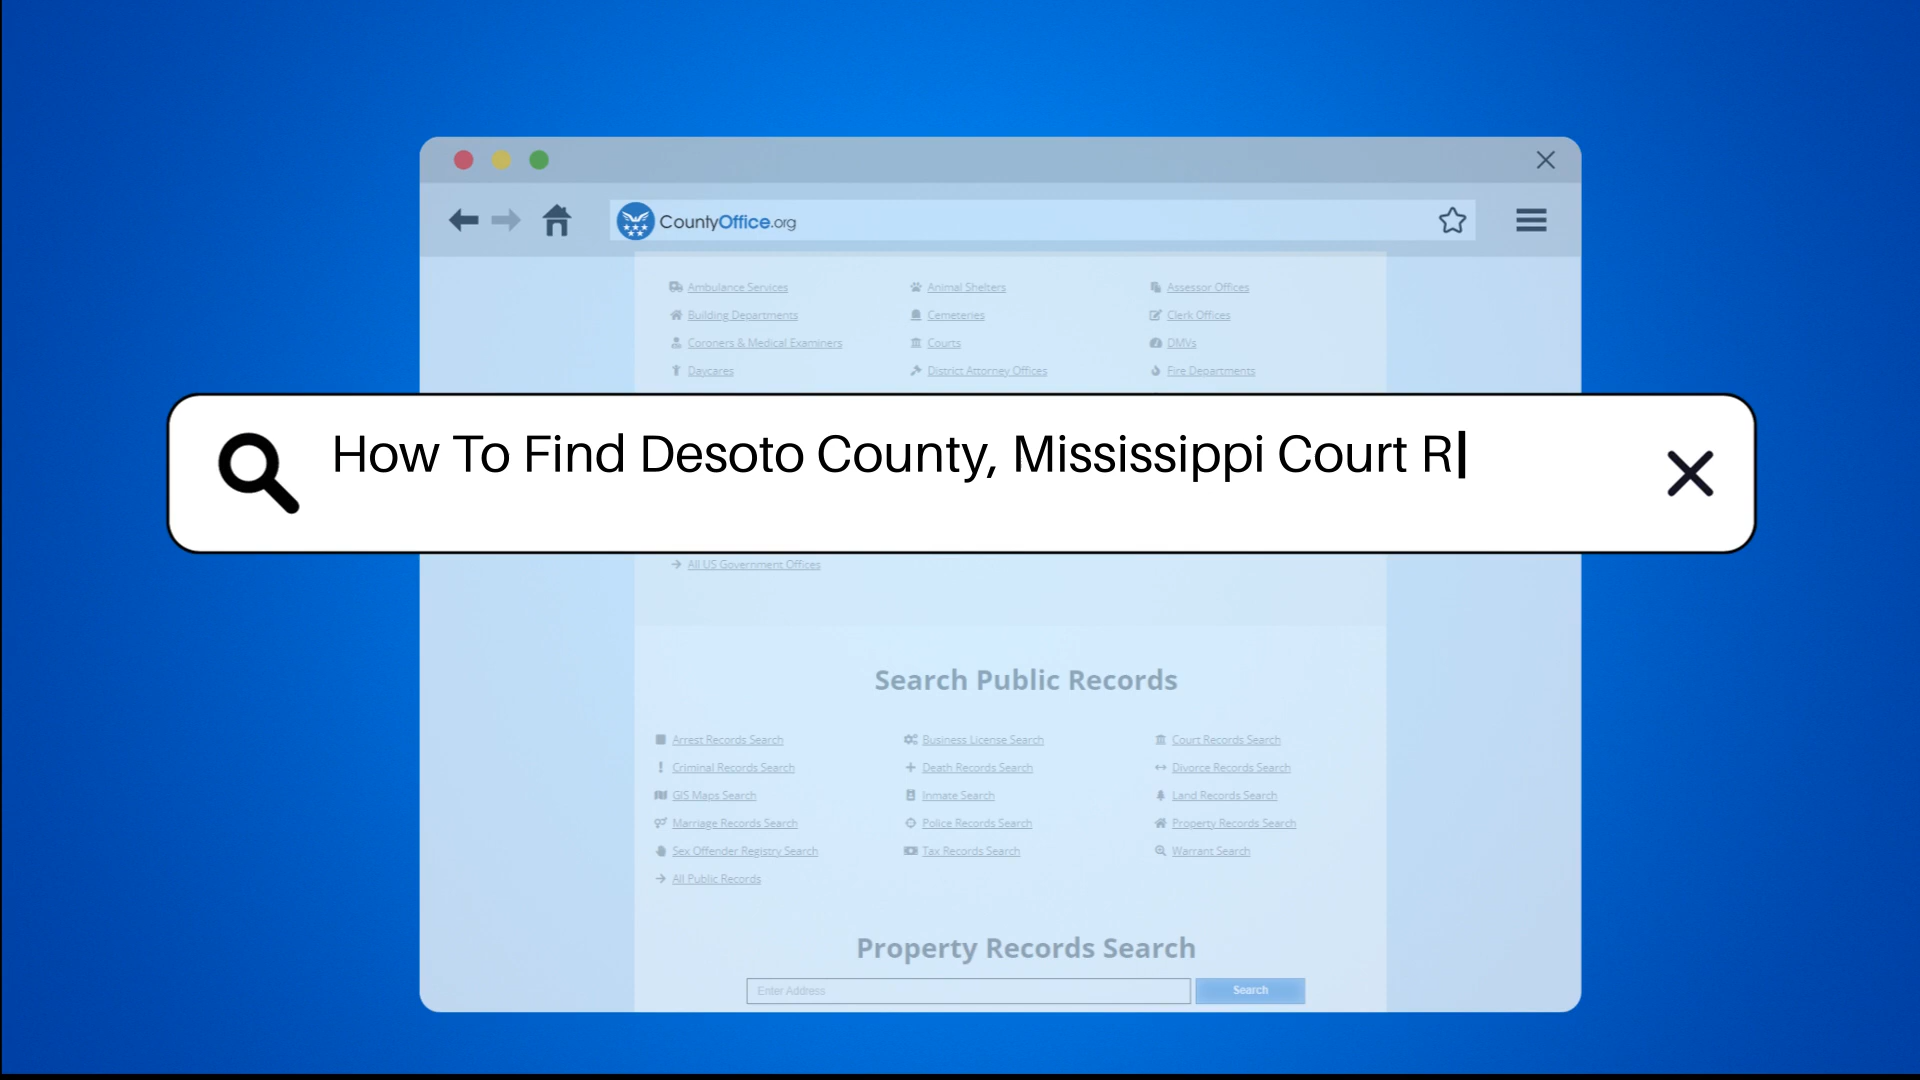 CountyOffice.org
Ambulance Services Animal Shelters Assessor Offices
Building Departments Cemeteries Clerk Offices
Coroners & Medical Examiners Courts DMVs
Daycares District Attorney Offices Fire Departments
How To Find Desoto County, Mississippi Court R
All US Government Offices
Search Public Records
Arrest Records Search Business License Search Court Records Search
Criminal Records Search Death Records Search Divorce Records Search
GIS Maps Search Inmate Search Land Records Search
Marriage Records Search Police Records Search Property Records Search
Sex Offender Registry Search Tax Records Search Warrant Search
All Public Records
Property Records Search
Enter Address Search